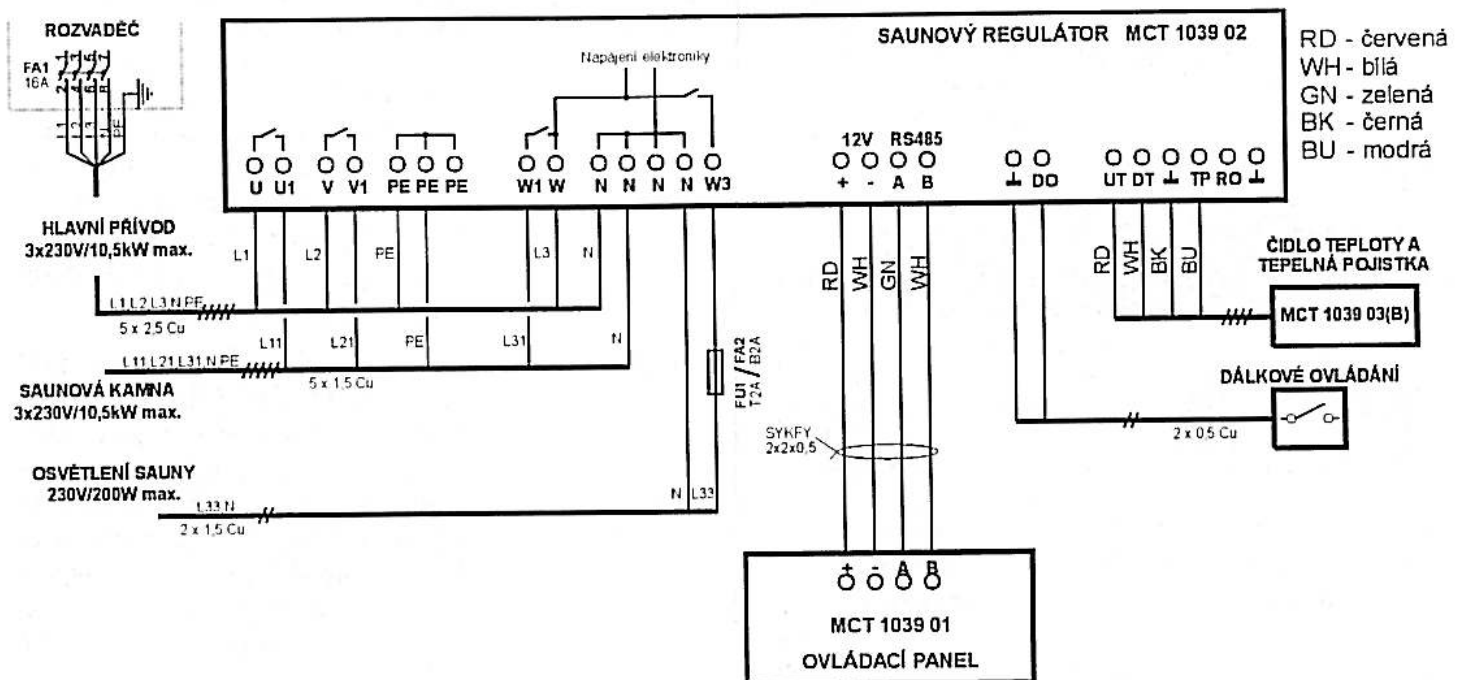 ROZVADĚČ
FA1
16A
PE
SAUNOVÝ REGULÁTOR MCT 1039 02
Napájení elektroniky
RD - červená
WH - bílá
GN - zelená
BK - černá
BU - modrá
12V RS485
U U1 V V1 PE PE PE W1 W N N N N W3 + - A B DO UT DT TP RO
HLAVNÍ PŘÍVOD
3x230V/10,5kW max.
L1 L2 PE L3 N
L1,L2,L3,N,PE
5 x 2,5 Cu
L11 L21 PE L31 N
L11,L21,L31,N,PE
5 x 1,5 Cu
SAUNOVÁ KAMNA
3x230V/10,5kW max.
FU1 / FA2
T2A / B2A
OSVĚTLENÍ SAUNY
230V/200W max.
N L33
L33,N
2 x 1,5 Cu
RD WH GN WH
SYKFY
2x2x0,5
RD WH BK BU
ČIDLO TEPLOTY A
TEPELNÁ POJISTKA
MCT 1039 03(B)
DÁLKOVÉ OVLÁDÁNÍ
2 x 0,5 Cu
+ - A B
MCT 1039 01
OVLÁDACÍ PANEL